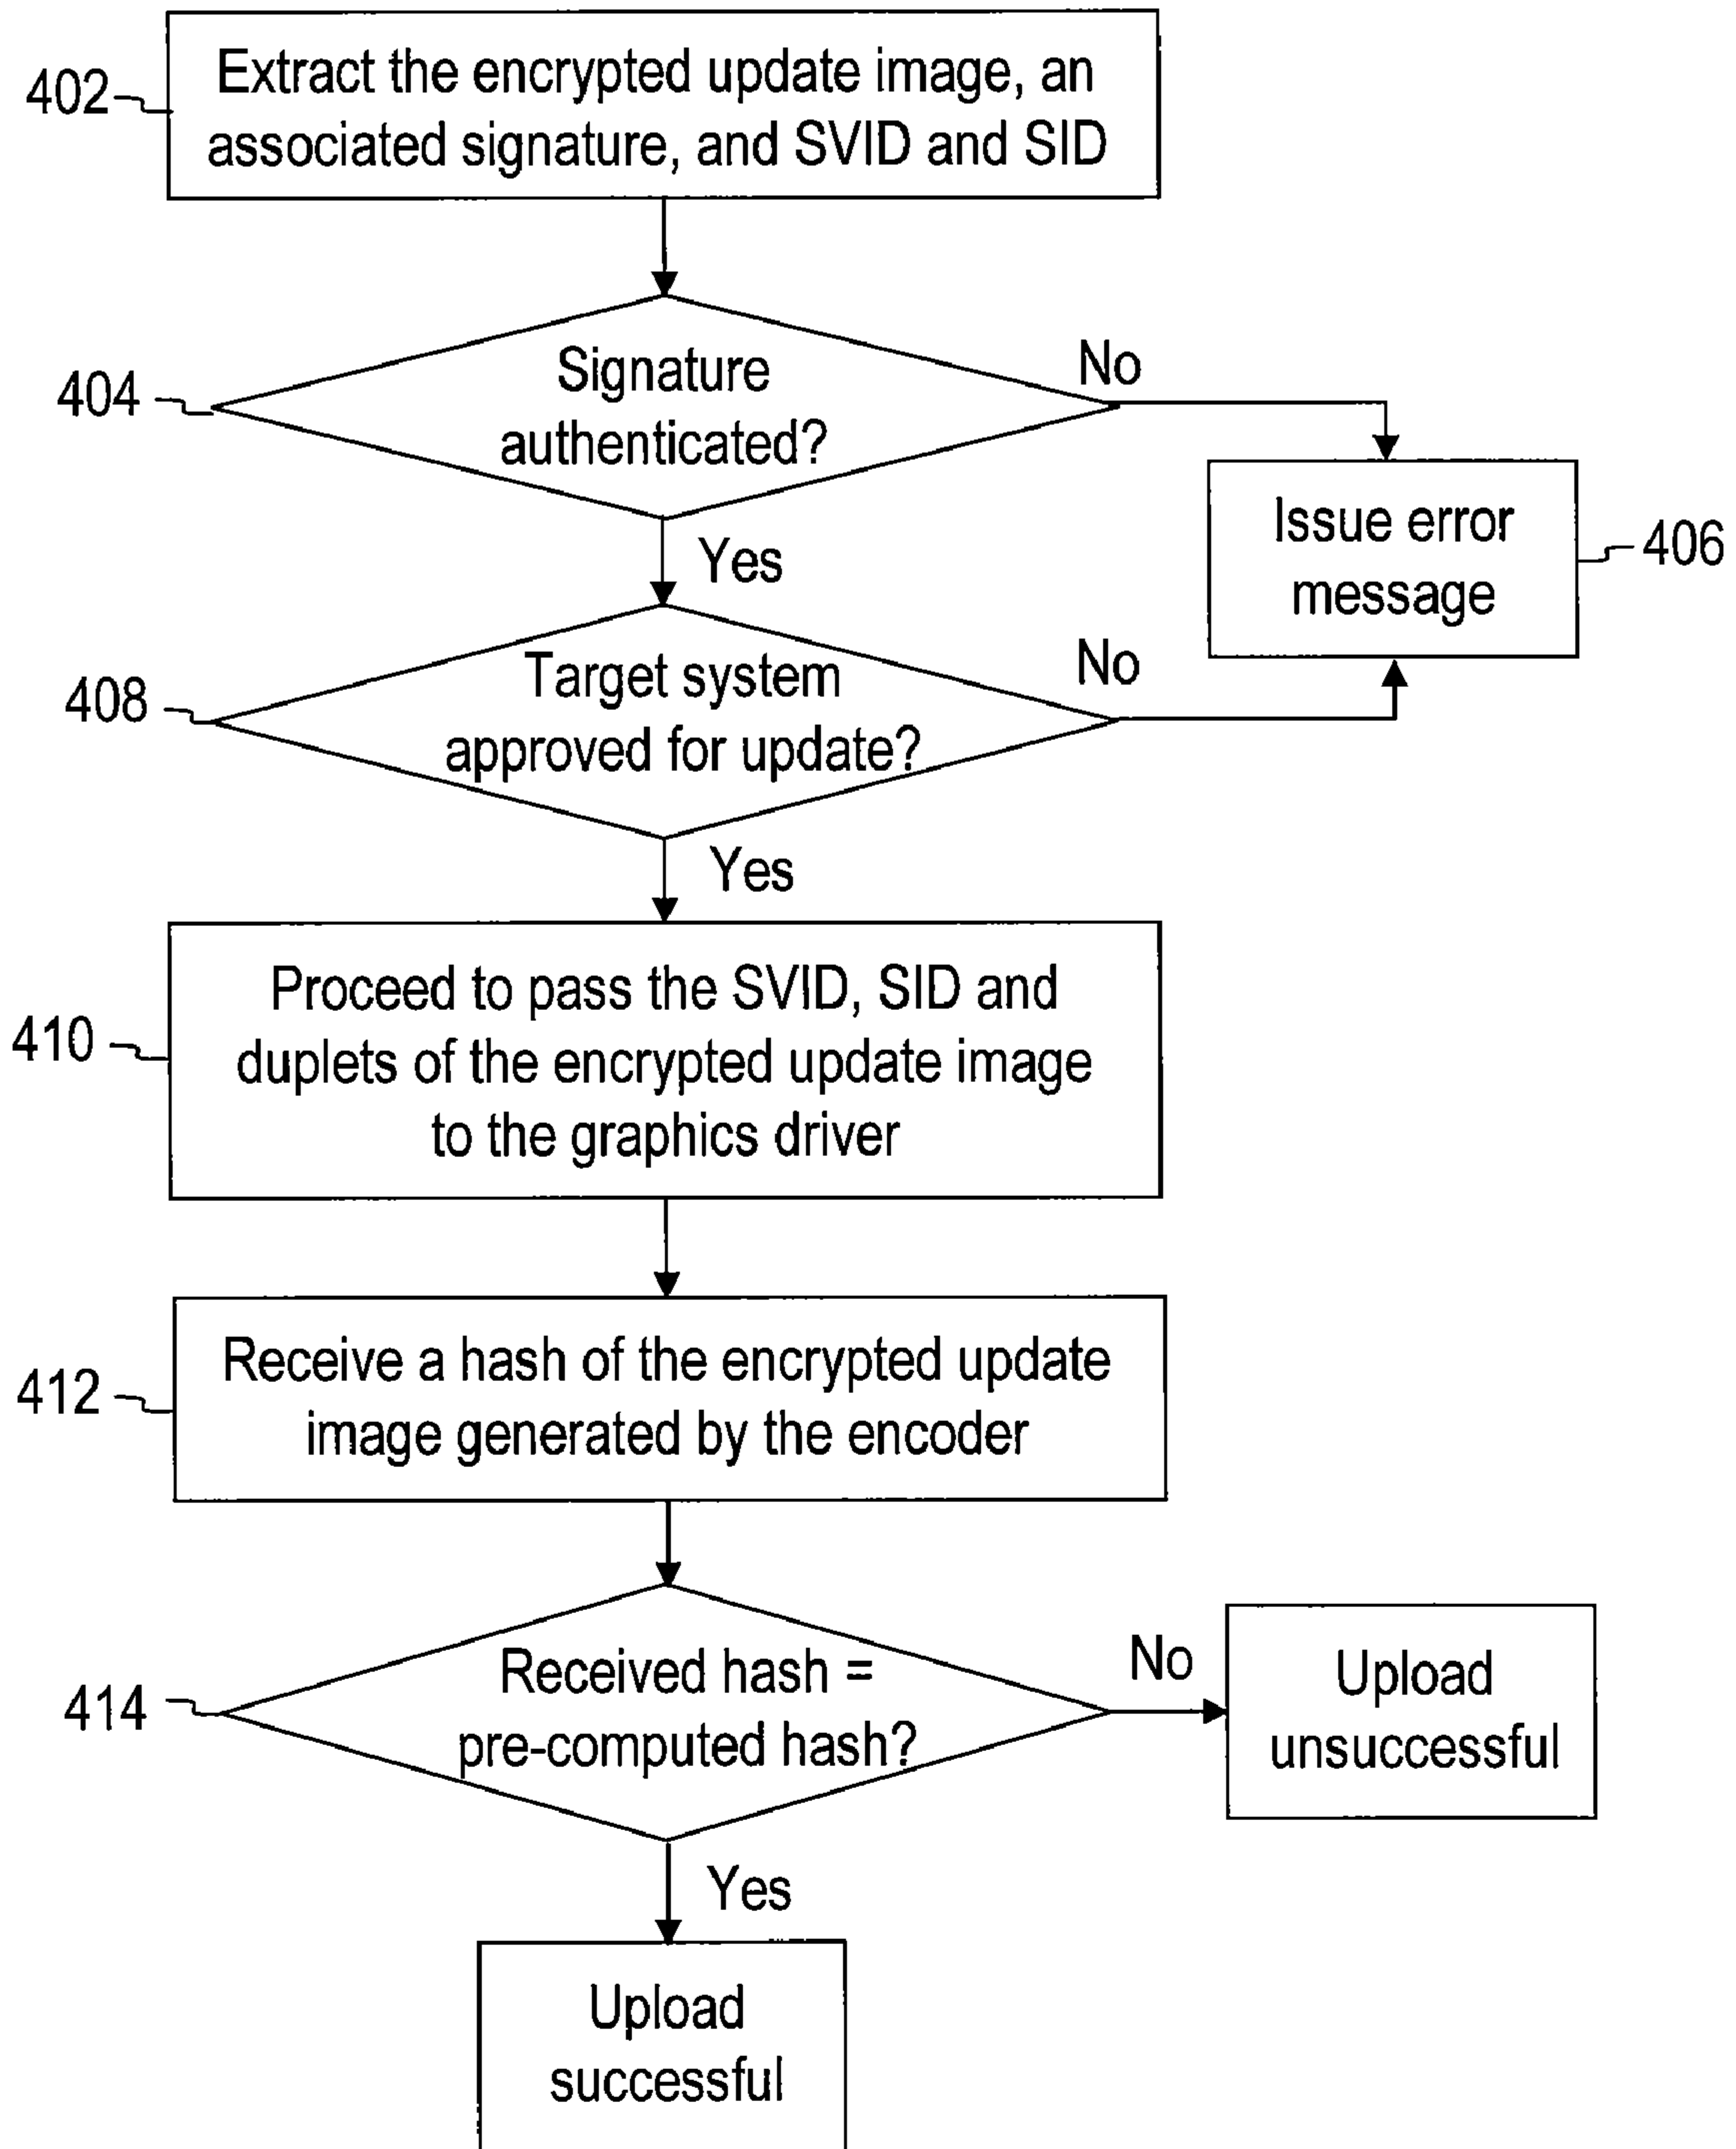 402
Extract the encrypted update image, an
associated signature, and SVID and SID
404
Signature
authenticated?
No
Issue error
message
406
Yes
408
Target system
approved for update?
No
Yes
410
Proceed to pass the SVID, SID and
duplets of the encrypted update image
to the graphics driver
412
Receive a hash of the encrypted update
image generated by the encoder
414
Received hash =
pre-computed hash?
No
Upload
unsuccessful
Yes
Upload
successful